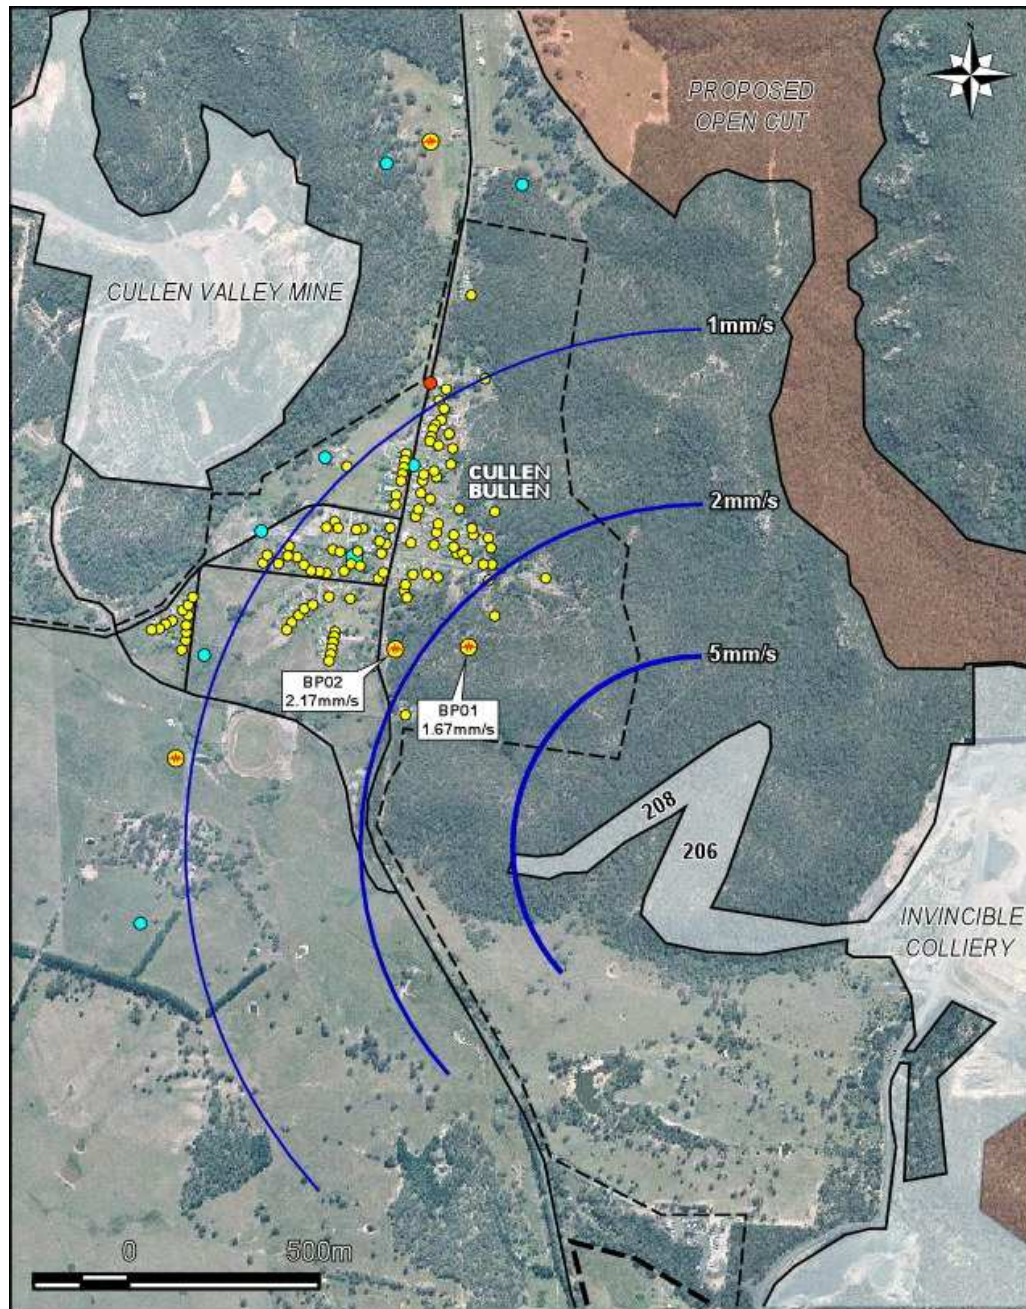 N
PROPOSED
OPEN CUT
CULLEN VALLEY MINE
1mm/s
CULLEN
BULLEN
2mm/s
5mm/s
BP02
2.17mm/s
BP01
1.67mm/s
208
206
INVINCIBLE
COLLIERY
0 500m